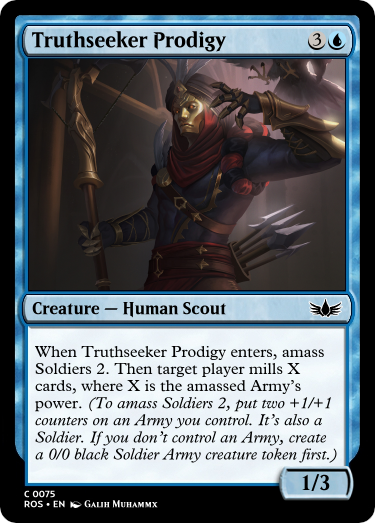 Truthseeker Prodigy 3
Creature — Human Scout
When Truthseeker Prodigy enters, amass
Soldiers 2. Then target player mills X
cards, where X is the amassed Army's
power. (To amass Soldiers 2, put two +1/+1
counters on an Army you control. It's also a
Soldier. If you don't control an Army, create
a 0/0 black Soldier Army creature token first.)
1/3
C 0075
ROS • EN Galih Muhammx